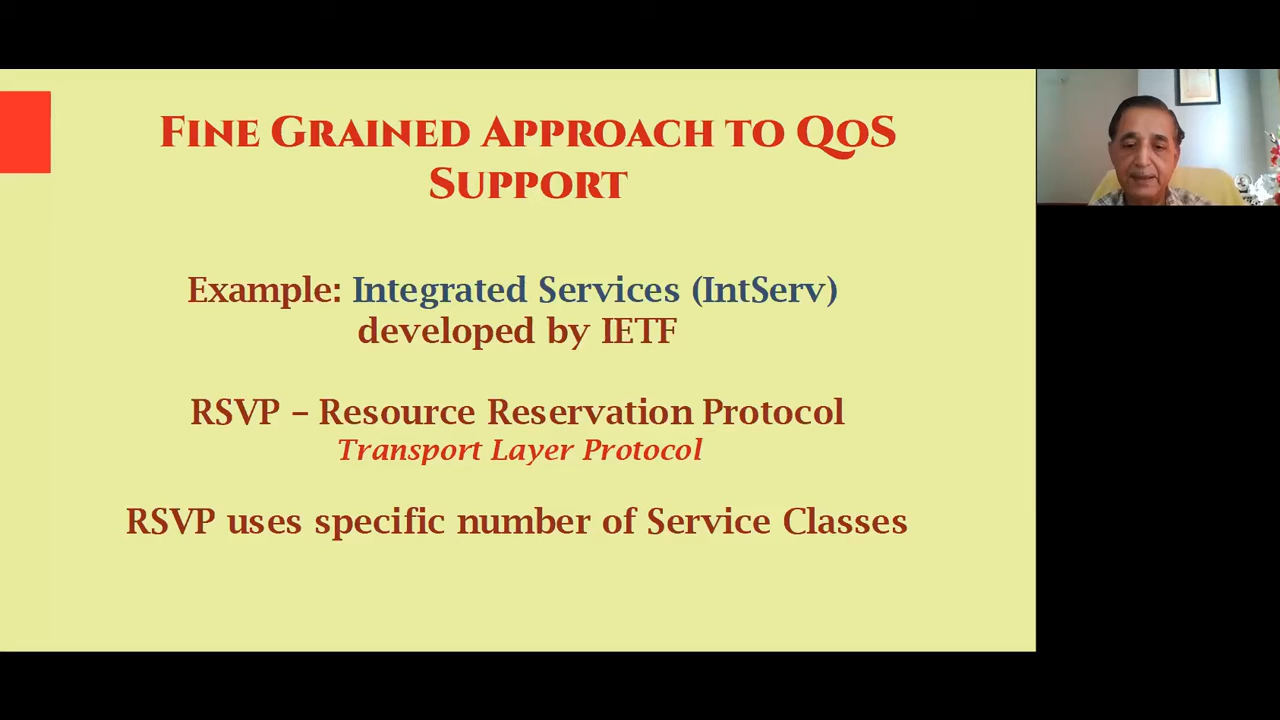 Fine Grained Approach to QoS
Support
Example: Integrated Services (IntServ)
developed by IETF
RSVP – Resource Reservation Protocol
Transport Layer Protocol
RSVP uses specific number of Service Classes